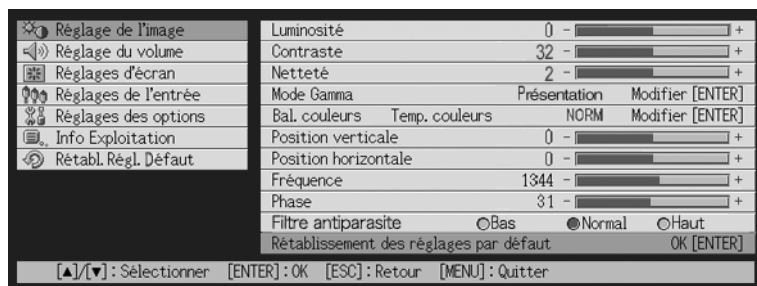 Réglage de l'image
Réglage du volume
Réglages d'écran
Réglages de l'entrée
Réglages des options
Info Exploitation
Rétabl. Régl. Défaut
Luminosité 0 - +
Contraste 32 - +
Netteté 2 - +
Mode Gamma Présentation Modifier [ENTER]
Bal. couleurs Temp. couleurs NORM Modifier [ENTER]
Position verticale 0 - +
Position horizontale 0 - +
Fréquence 1344 - +
Phase 31 - +
Filtre antiparasite Bas Normal Haut
Rétablissement des réglages par défaut OK [ENTER]
[▲]/[▼] : Sélectionner [ENTER] : OK [ESC] : Retour [MENU] : Quitter